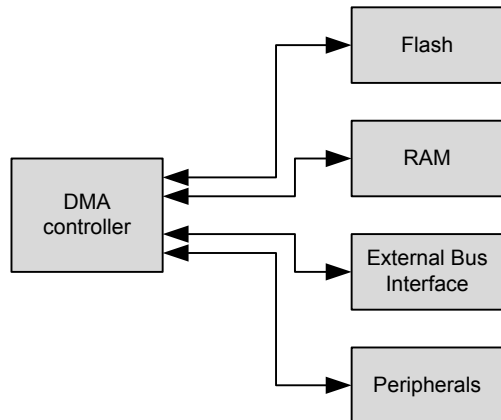 Flash
RAM
DMA
controller
External Bus
Interface
Peripherals